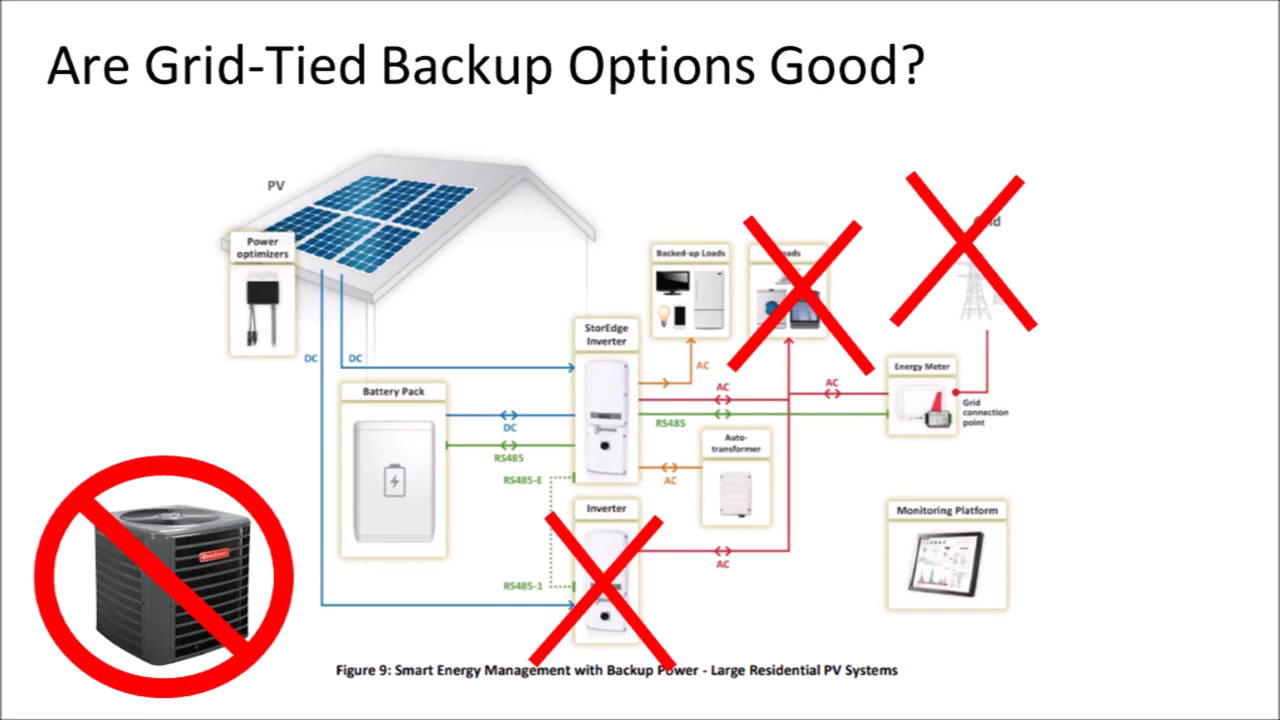 Are Grid-Tied Backup Options Good?
PV
Power
optimizers
Backed-up Loads
StorEdge
Inverter
DC
DC
AC
AC
AC
Energy Meter
Battery Pack
Grid
connection
point
DC
RS485
RS485
Auto-
transformer
RS485-E
AC
Inverter
Monitoring Platform
AC
RS485-1
Figure 9: Smart Energy Management with Backup Power - Large Residential PV Systems